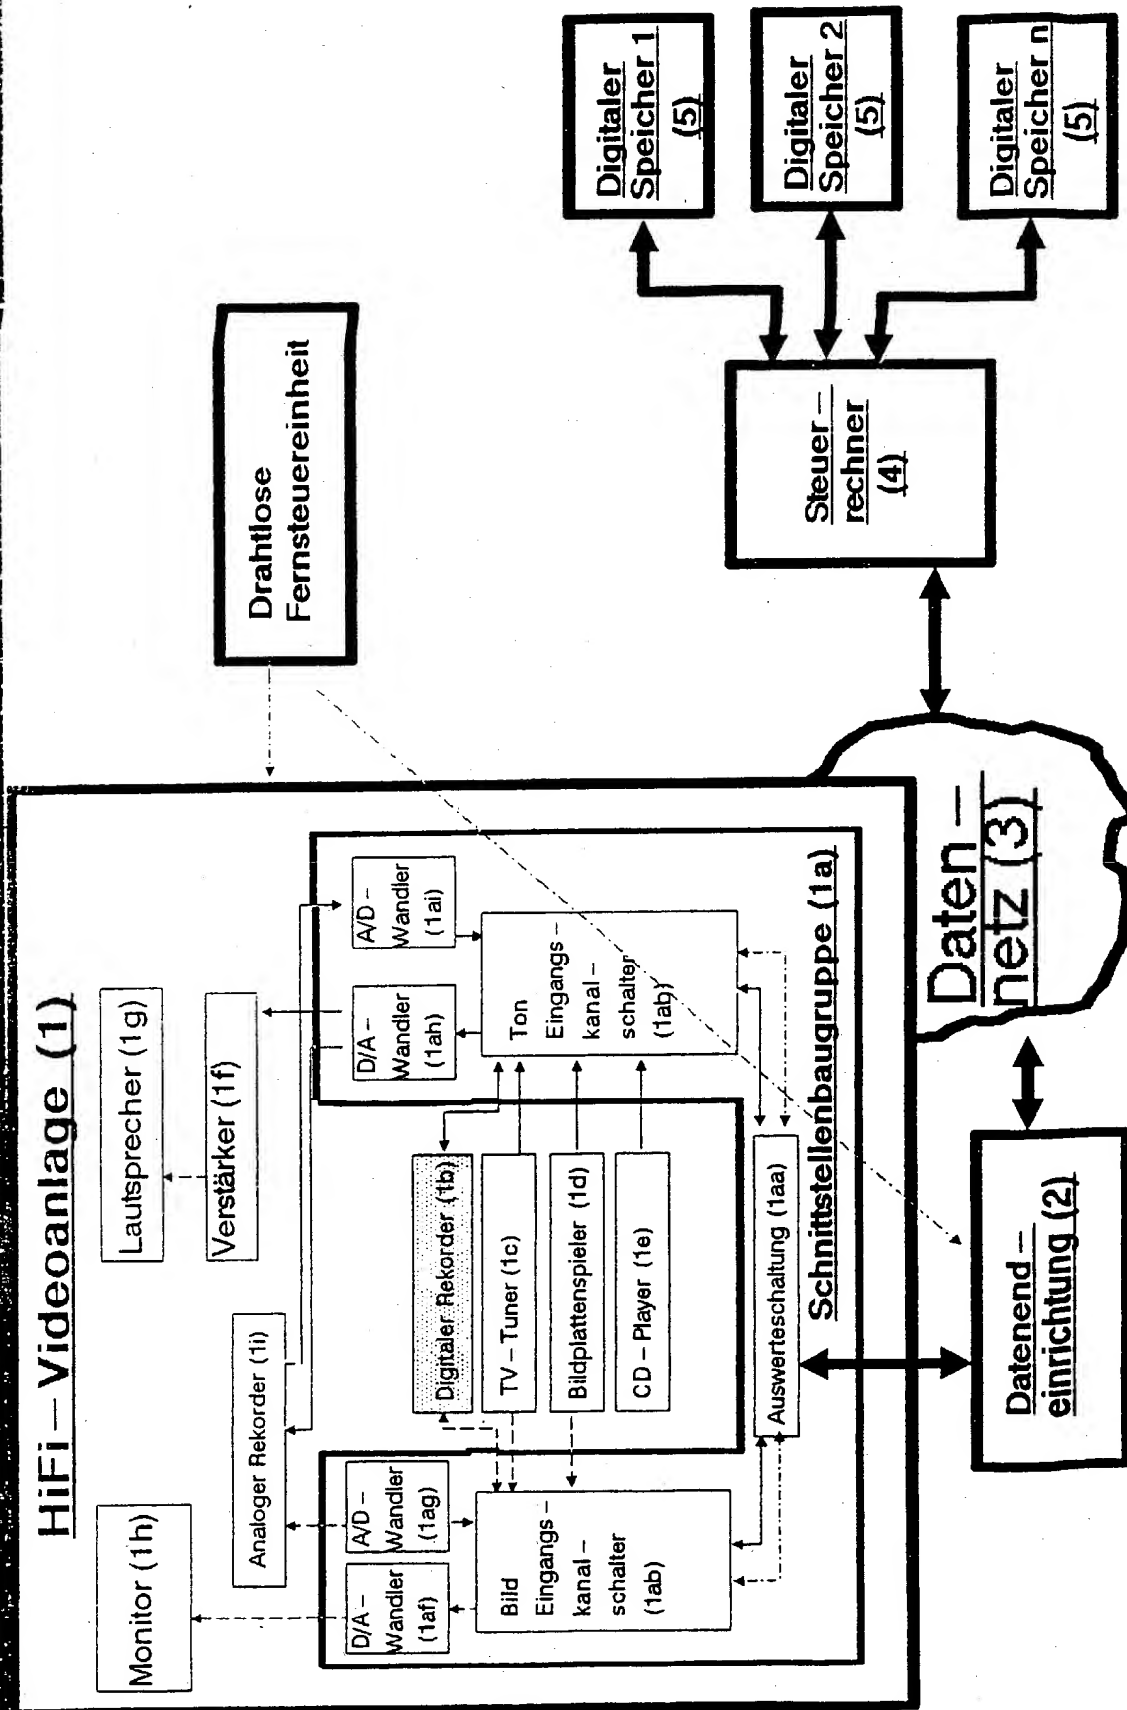 HiFi – Videoanlage (1)
Monitor (1h)
Lautsprecher (1g)
Verstärker (1f)
Analoger Rekorder (1i)
D/A –
Wandler
(1af)
A/D –
Wandler
(1ag)
D/A –
Wandler
(1ah)
A/D –
Wandler
(1ai)
Bild
Eingangs –
kanal –
schalter
(1ab)
Digitaler Rekorder (1b)
TV – Tuner (1c)
Bildplattenspieler (1d)
CD – Player (1e)
Ton
Eingangs –
kanal –
schalter
(1ab)
Auswerteschaltung (1aa)
Schnittstellenbaugruppe (1a)
Drahtlose
Fernsteuereinheit
Datenend –
einrichtung (2)
Daten –
netz (3)
Steuer –
rechner
(4)
Digitaler
Speicher 1
(5)
Digitaler
Speicher 2
(5)
Digitaler
Speicher n
(5)